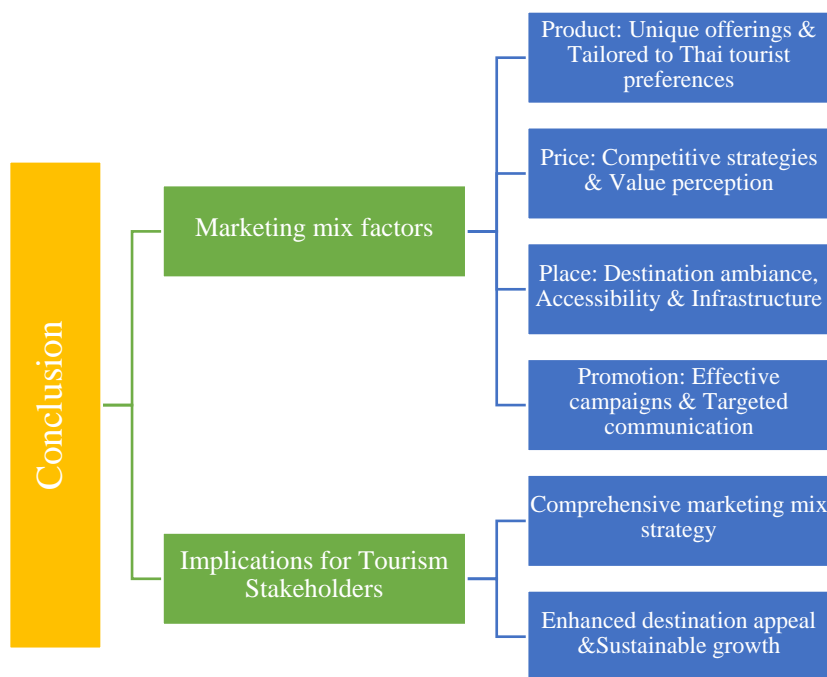 Conclusion
Marketing mix factors
Product: Unique offerings &
Tailored to Thai tourist
preferences
Price: Competitive strategies
& Value perception
Place: Destination ambiance,
Accessibility & Infrastructure
Promotion: Effective
campaigns & Targeted
communication
Implications for Tourism
Stakeholders
Comprehensive marketing mix
strategy
Enhanced destination appeal
&Sustainable growth